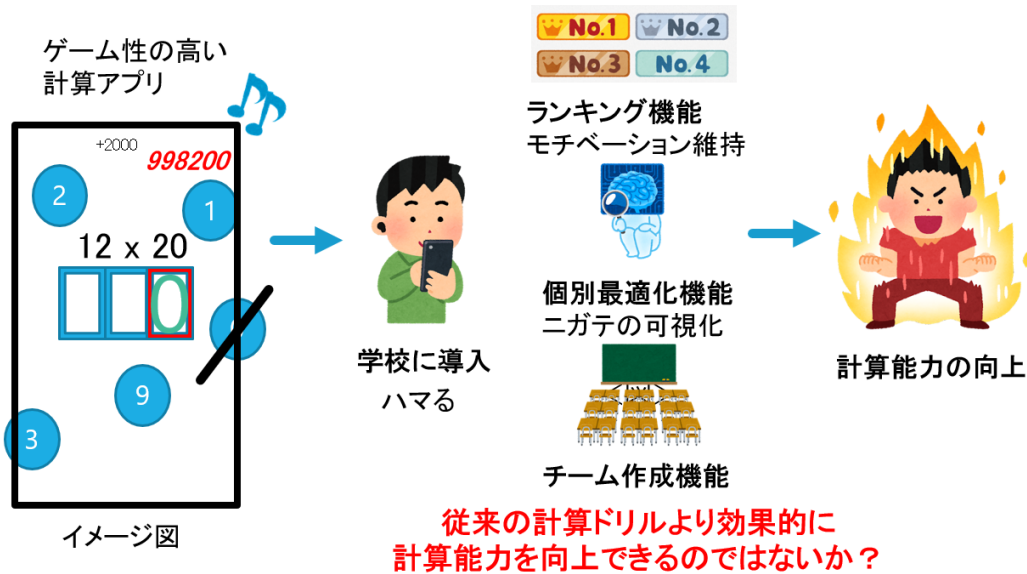 ゲーム性の高い
計算アプリ
+2000
998200
2
1
12 x 20
0
9
3
イメージ図
学校に導入
ハマる
No.1 No.2
No.3 No.4
ランキング機能
モチベーション維持
個別最適化機能
ニガテの可視化
チーム作成機能
計算能力の向上
従来の計算ドリルより効果的に
計算能力を向上できるのではないか？